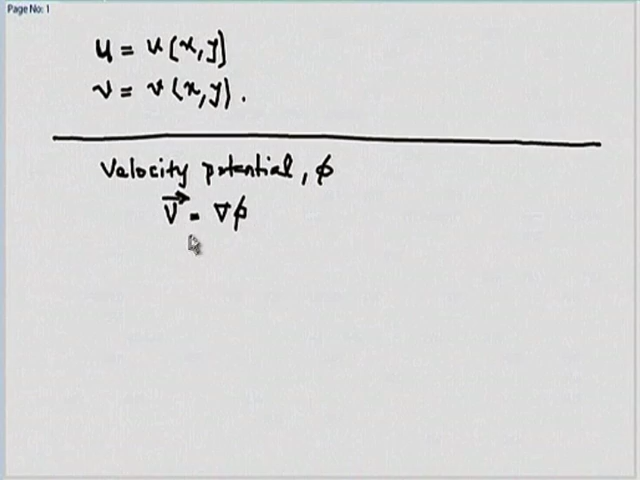 Page No: 1
u = u(x,y)
v = v(x,y).
Velocity potential, ϕ
V⃗ = ∇ϕ